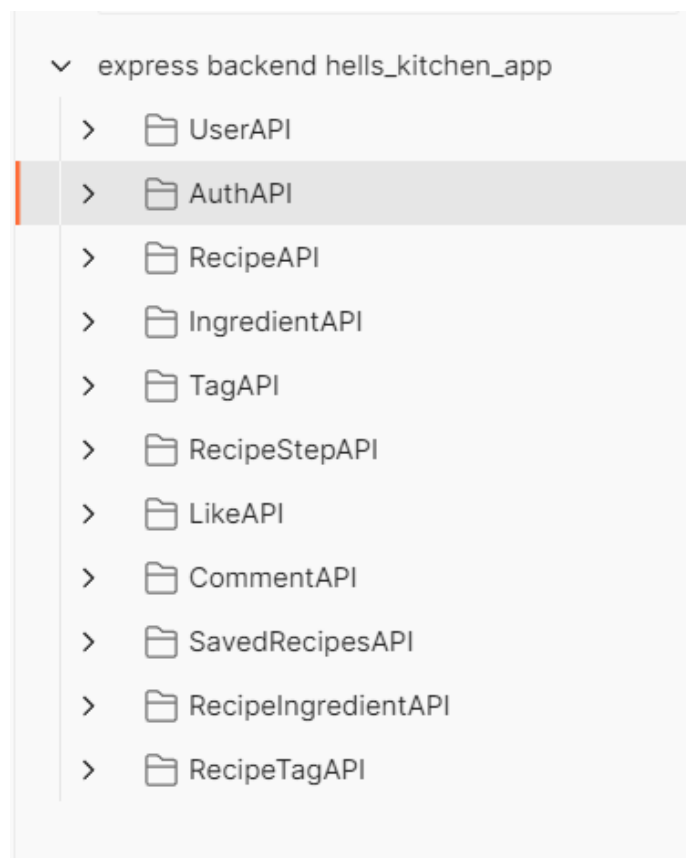 express backend hells_kitchen_app
UserAPI
AuthAPI
RecipeAPI
IngredientAPI
TagAPI
RecipeStepAPI
LikeAPI
CommentAPI
SavedRecipesAPI
RecipeIngredientAPI
RecipeTagAPI